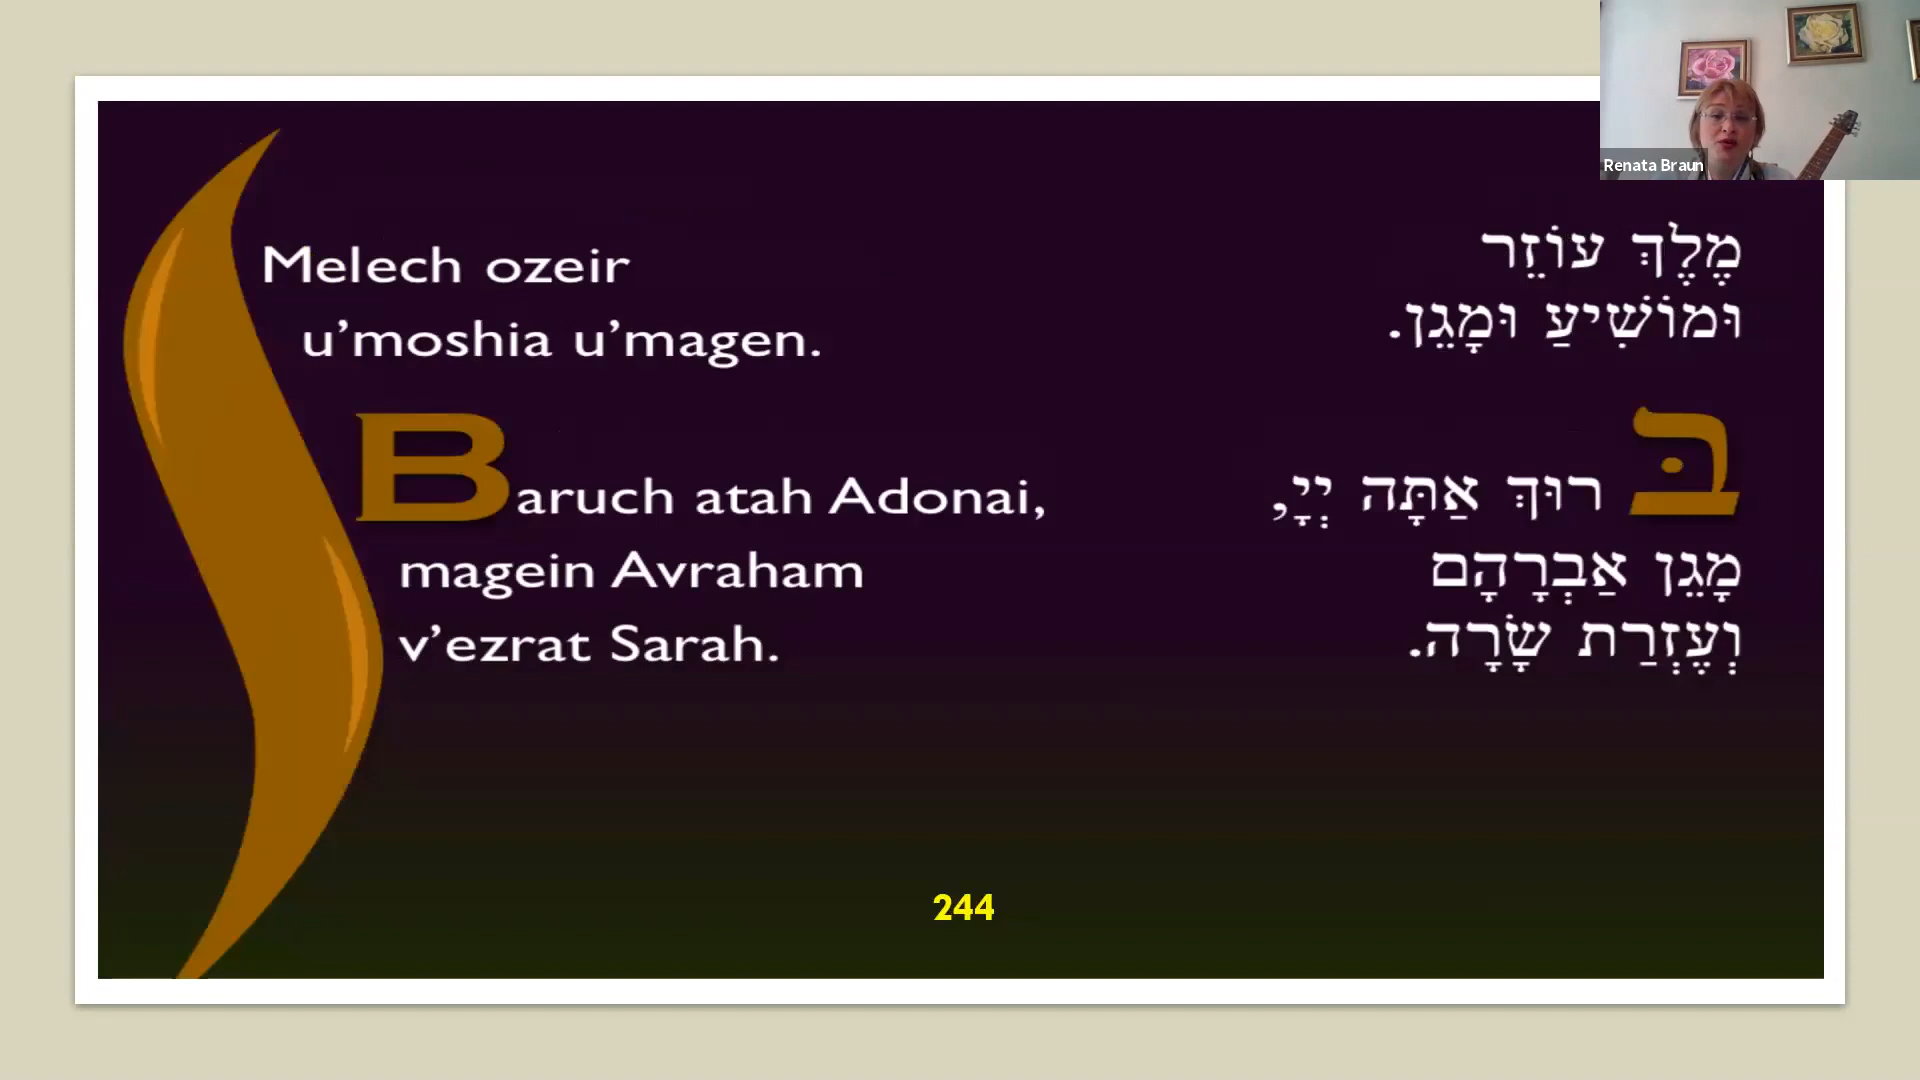 Renata Braun
Melech ozeir
u’moshia u’magen.
Baruch atah Adonai,
magein Avraham
v’ezrat Sarah.
מֶלֶךְ עוֹזֵר
וּמוֹשִׁיעַ וּמָגֵן.
בָּרוּךְ אַתָּה יְיָ,
מָגֵן אַבְרָהָם
וְעֶזְרַת שָׂרָה.
244